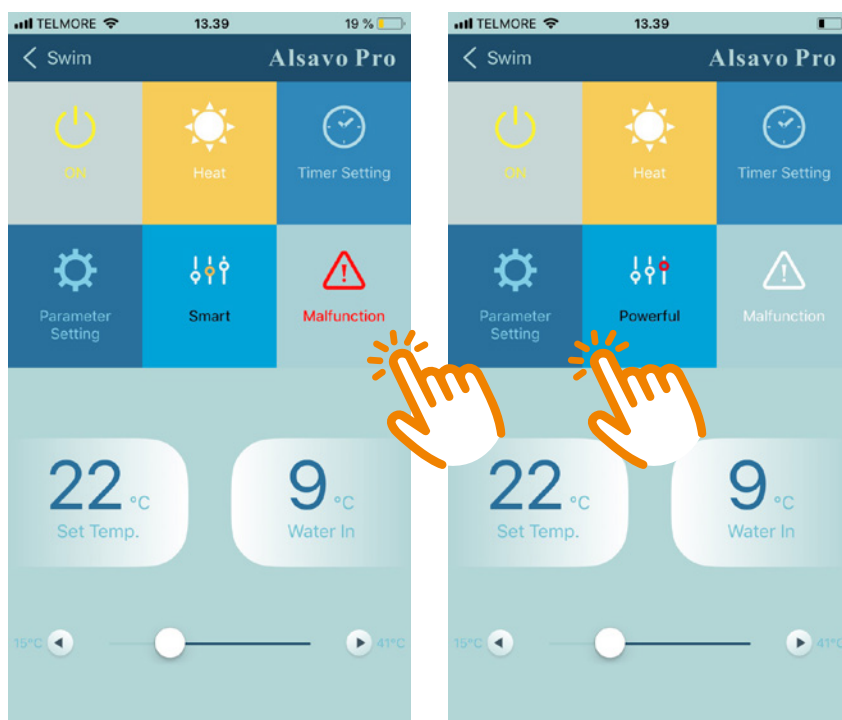 TELMORE 13.39 19 %
Swim Alsavo Pro
ON Heat Timer Setting
Parameter
Setting
Smart Malfunction
22 °C
Set Temp.
9 °C
Water In
15°C 41°C
TELMORE 13.39
Swim Alsavo Pro
ON Heat Timer Setting
Parameter
Setting
Powerful Malfunction
22 °C
Set Temp.
9 °C
Water In
15°C 41°C